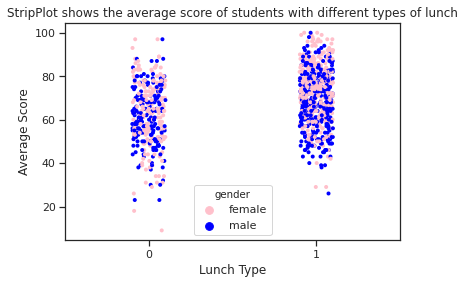 StripPlot shows the average score of students with different types of lunch
100
80
60
40
20
Average Score
gender
female
male
0
1
Lunch Type